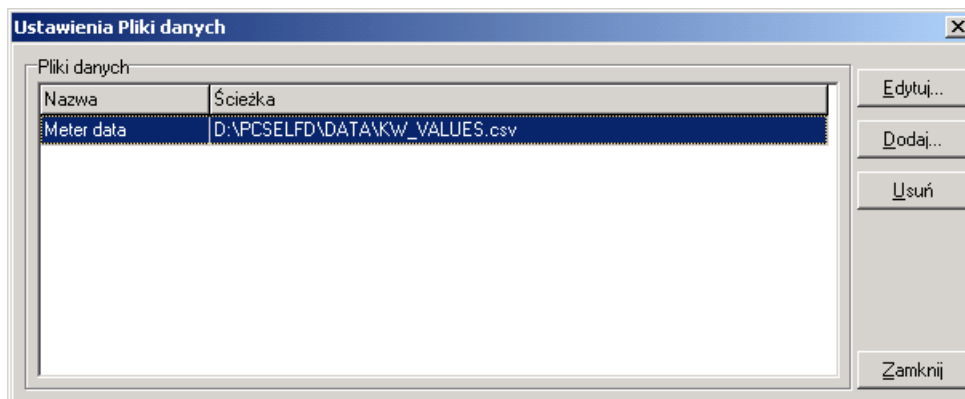 Ustawienia Pliki danych
Pliki danych
Nazwa Ścieżka
Meter data D:\PCSELFD\DATA\KW_VALUES.csv
Edytuj...
Dodaj...
Usuń
Zamknij